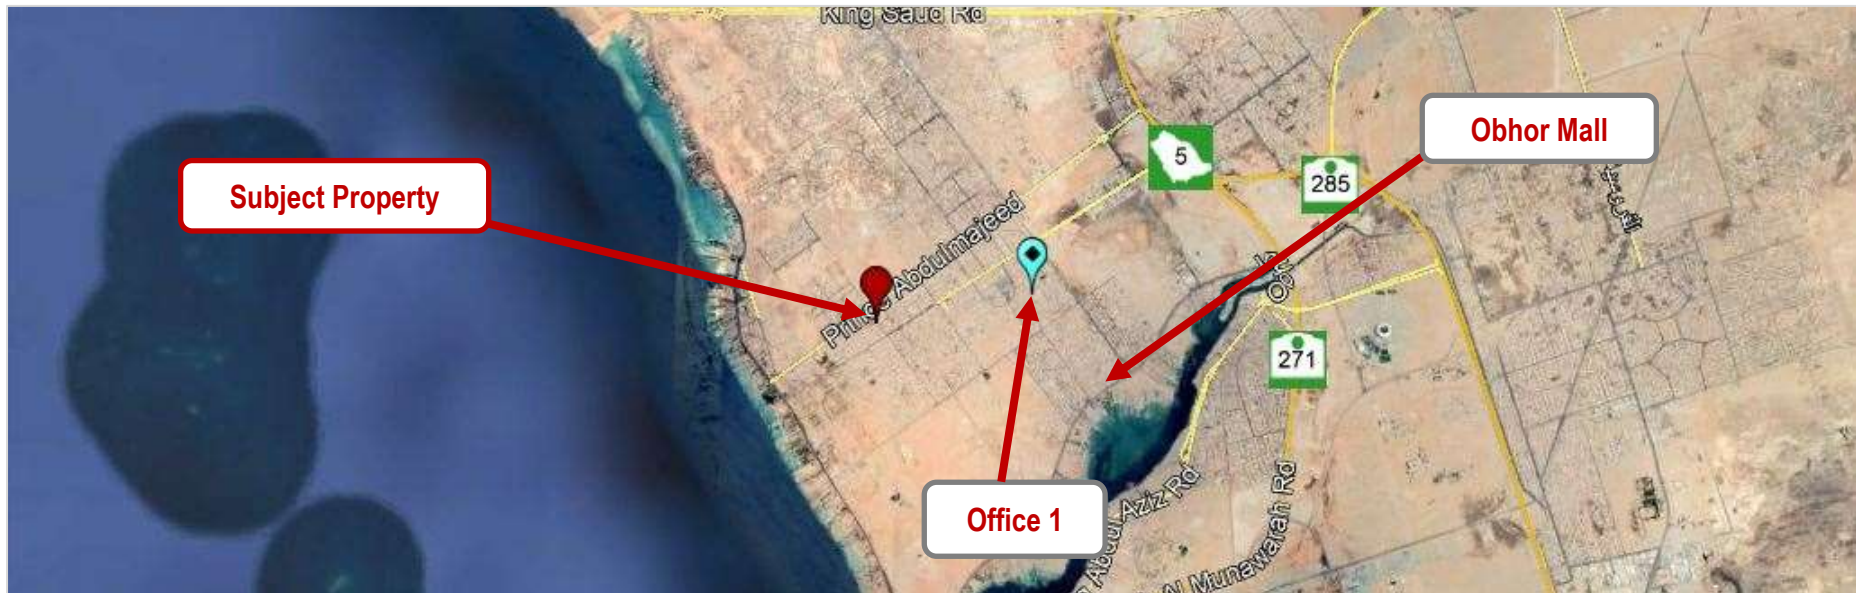 King Saud Rd
Obhor Mall
5
285
Subject Property
Prince Abdulmajeed
271
Office 1
Abdul Aziz Rd
Al Munawarah Rd